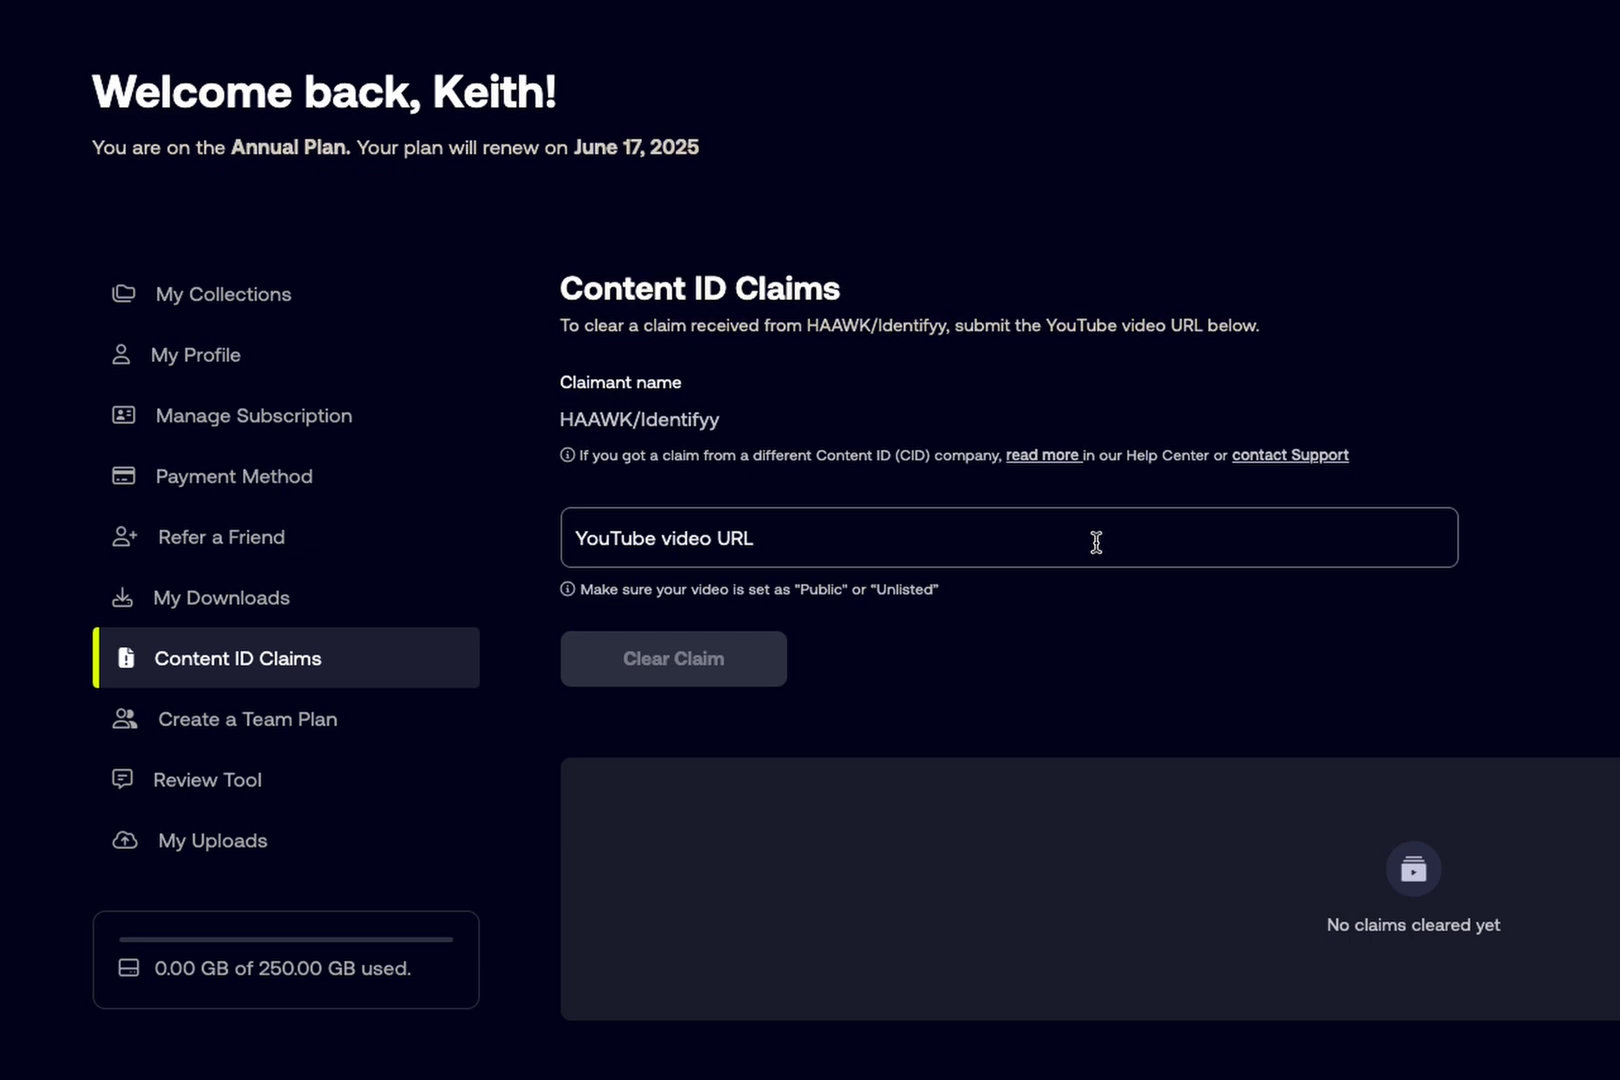 Welcome back, Keith!
You are on the Annual Plan. Your plan will renew on June 17, 2025
My Collections
My Profile
Manage Subscription
Payment Method
Refer a Friend
My Downloads
Content ID Claims
Create a Team Plan
Review Tool
My Uploads
0.00 GB of 250.00 GB used.
Content ID Claims
To clear a claim received from HAAWK/Identifyy, submit the YouTube video URL below.
Claimant name
HAAWK/Identifyy
If you got a claim from a different Content ID (CID) company, read more in our Help Center or contact Support
YouTube video URL
Make sure your video is set as "Public" or “Unlisted”
Clear Claim
No claims cleared yet